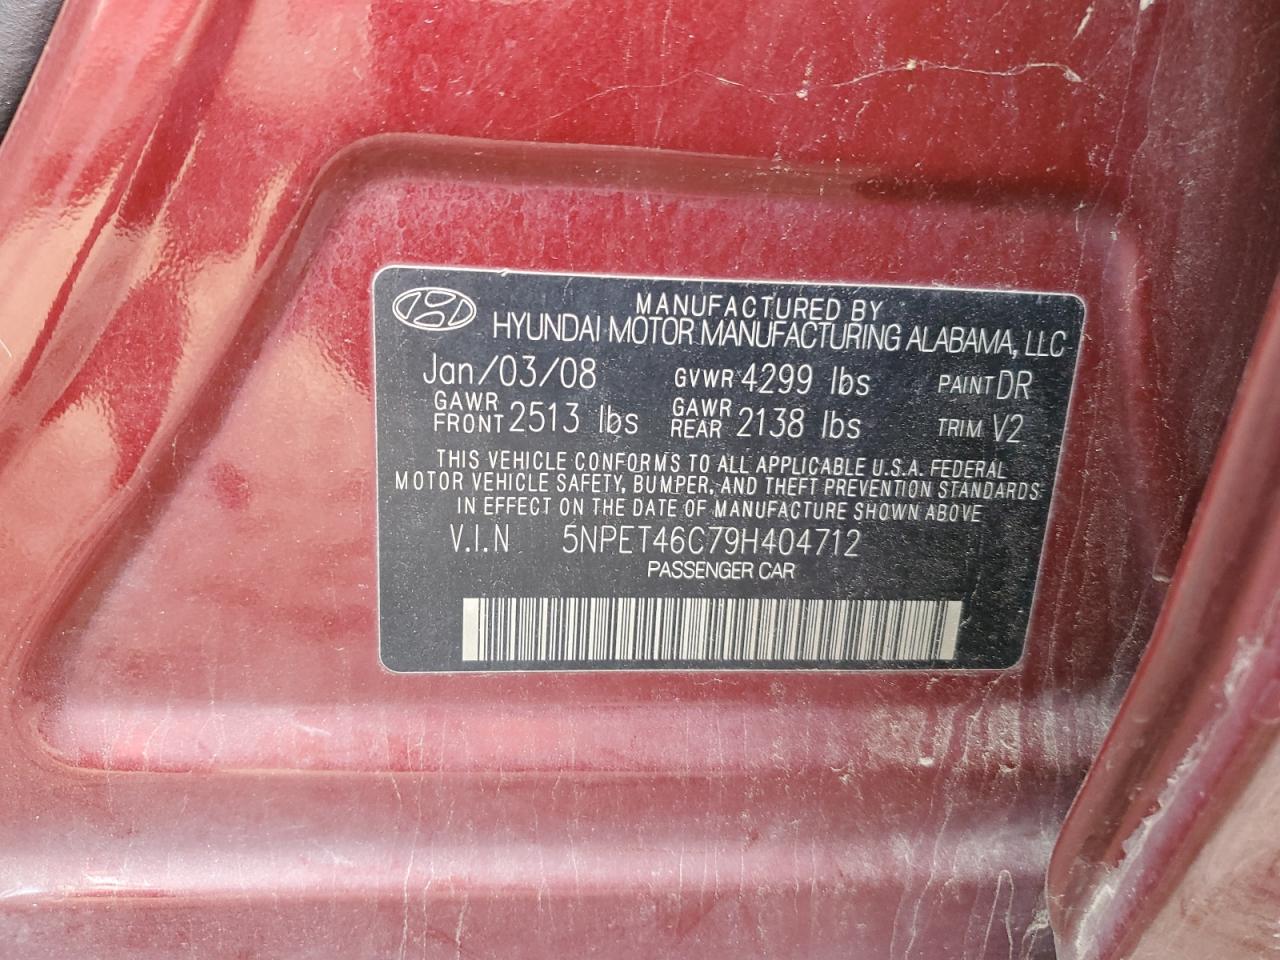 MANUFACTURED BY
HYUNDAI MOTOR MANUFACTURING ALABAMA, LLC
Jan/03/08 GVWR 4299 lbs PAINT DR
GAWR FRONT 2513 lbs GAWR REAR 2138 lbs TRIM V2
THIS VEHICLE CONFORMS TO ALL APPLICABLE U.S.A. FEDERAL
MOTOR VEHICLE SAFETY, BUMPER, AND THEFT PREVENTION STANDARDS
IN EFFECT ON THE DATE OF MANUFACTURE SHOWN ABOVE
V.I.N 5NPET46C79H404712
PASSENGER CAR